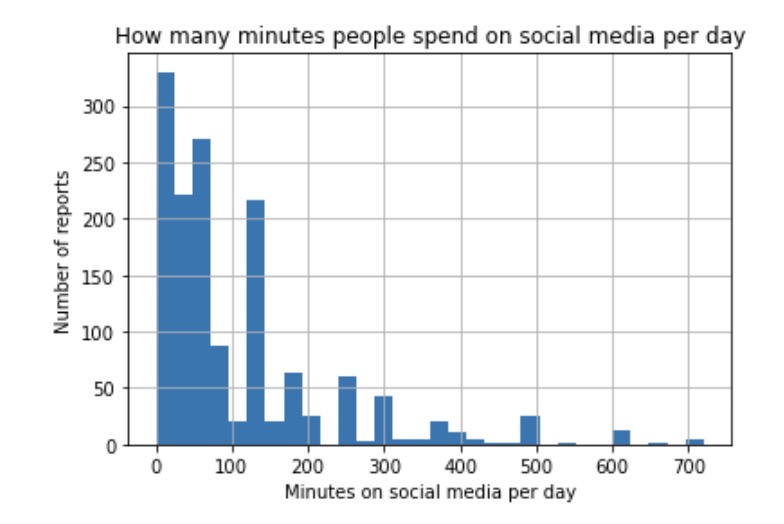 How many minutes people spend on social media per day
300
250
200
150
100
50
0
Number of reports
0 100 200 300 400 500 600 700
Minutes on social media per day